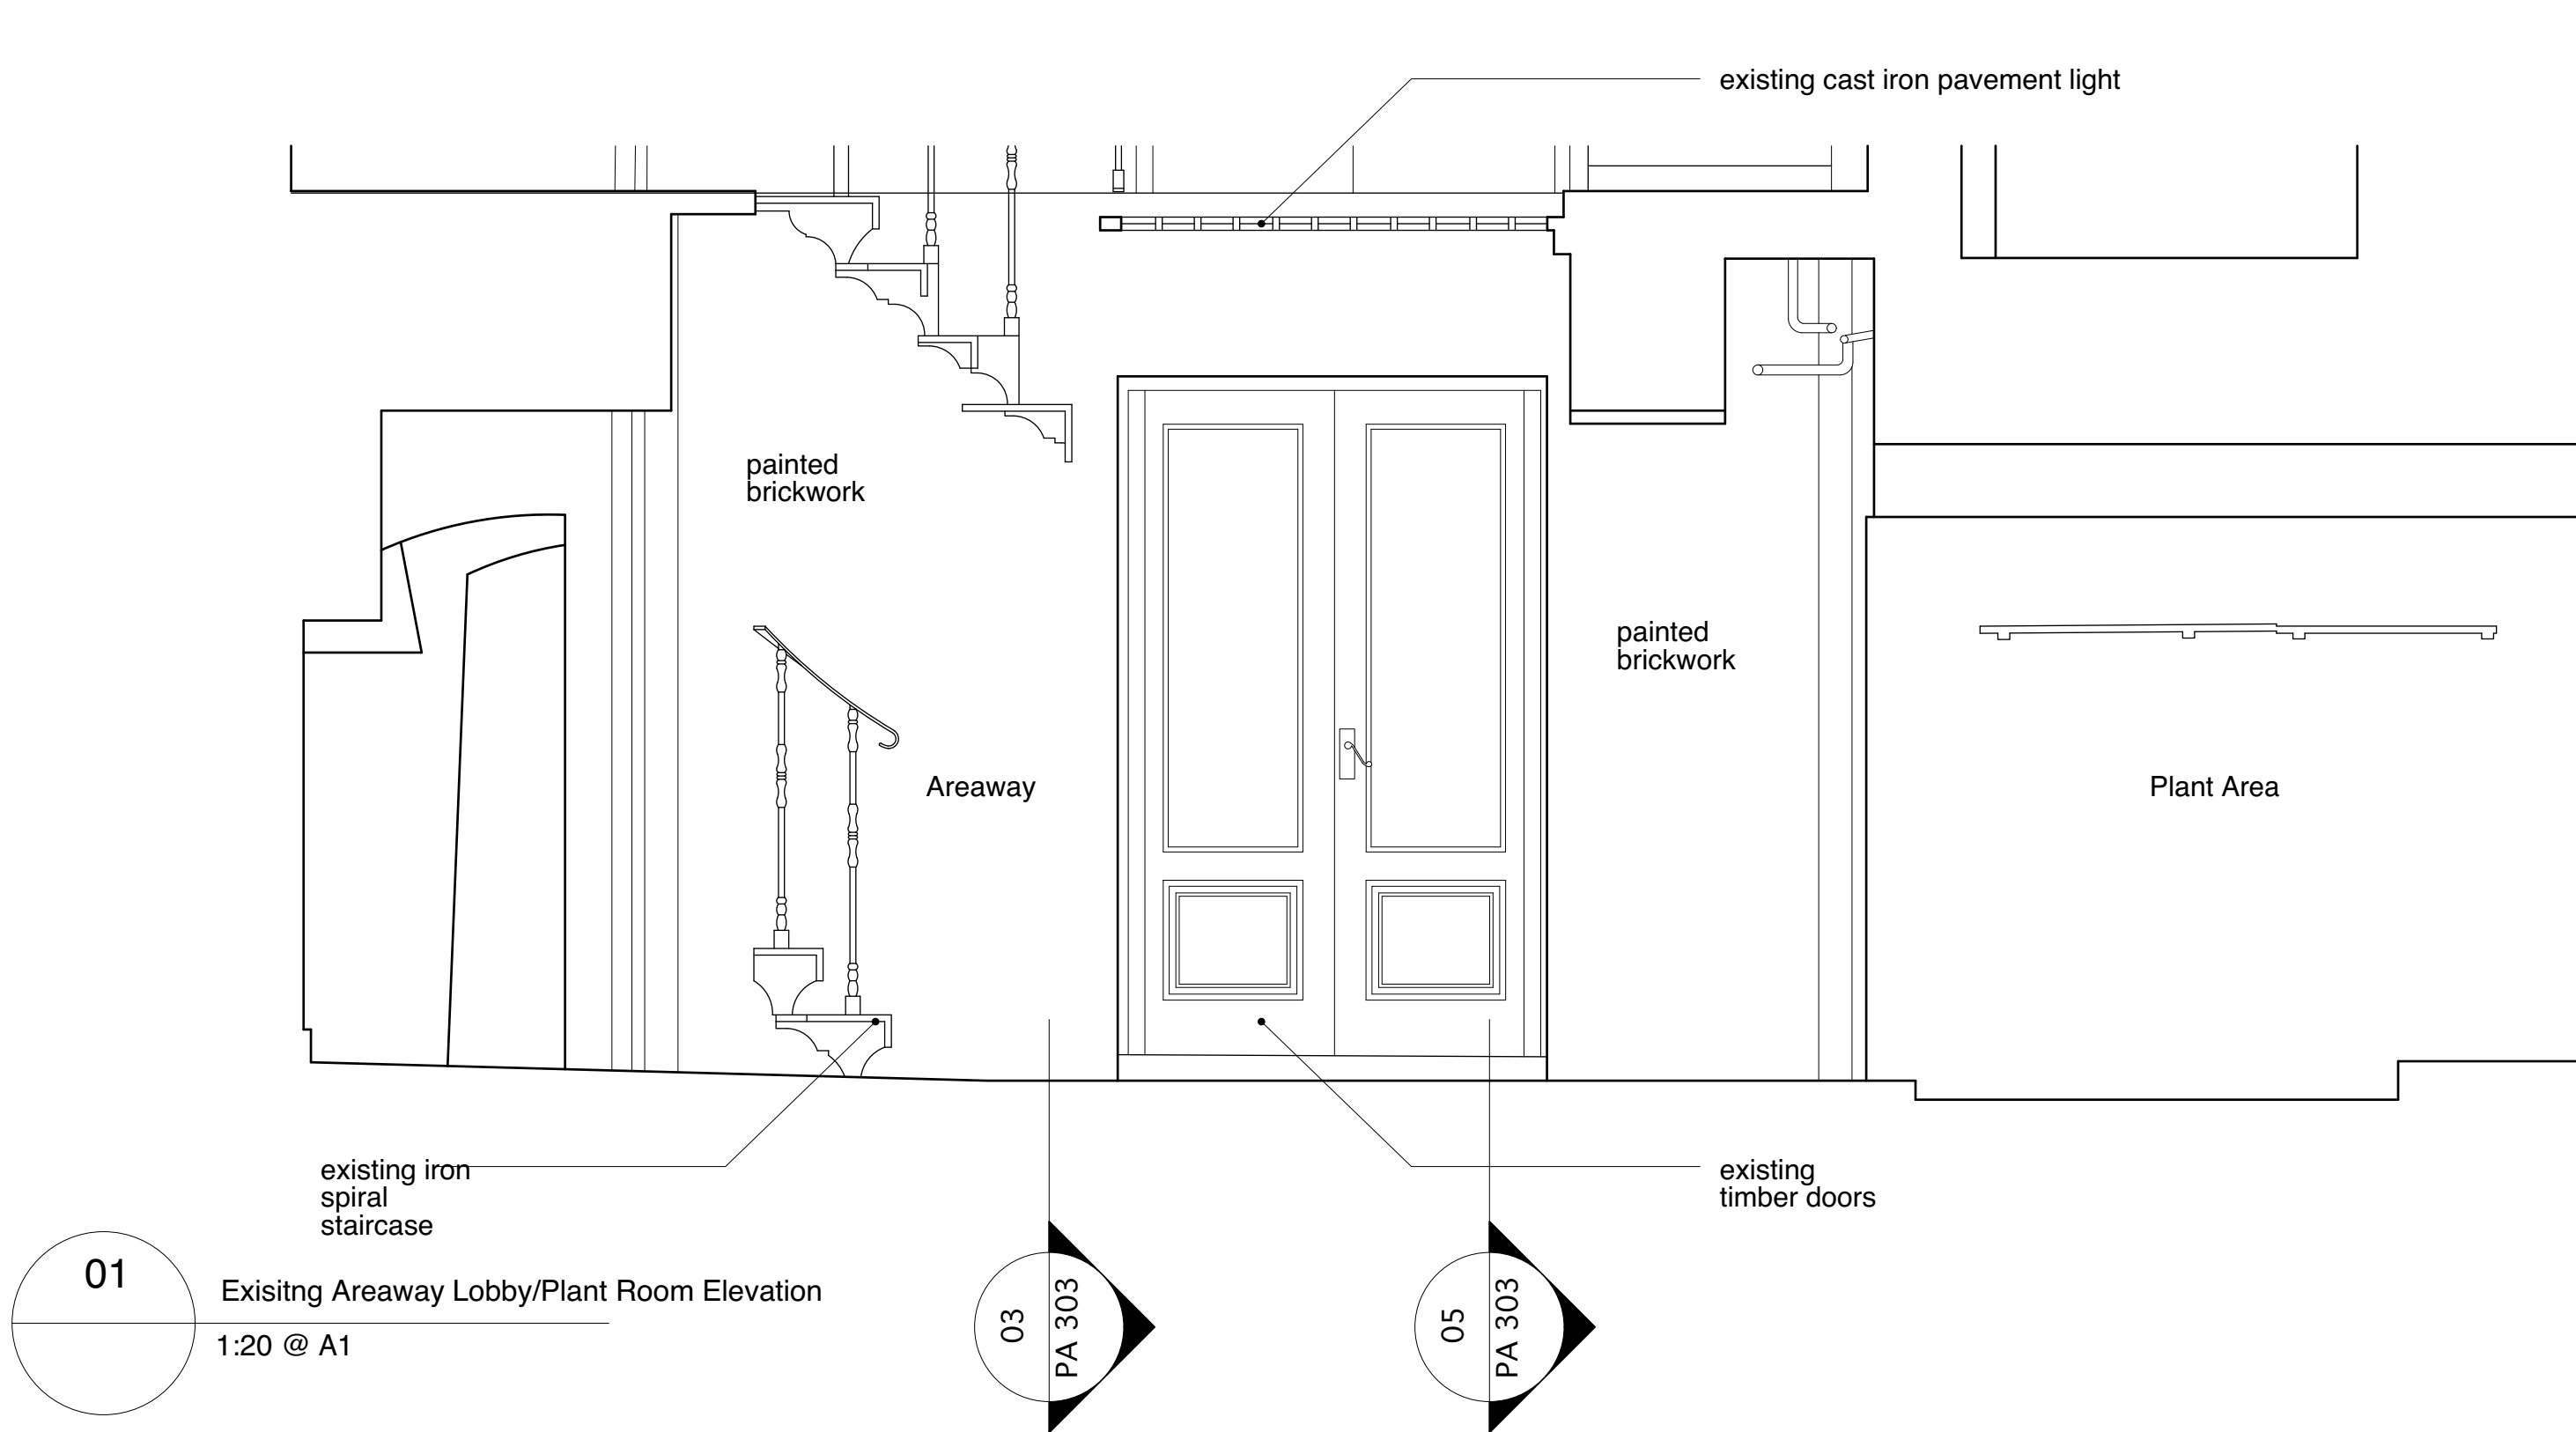 existing cast iron pavement light
painted
brickwork
painted
brickwork
Areaway
Plant Area
existing iron
spiral
staircase
existing
timber doors
01
Exisitng Areaway Lobby/Plant Room Elevation
1:20 @ A1
03
PA 303
05
PA 303